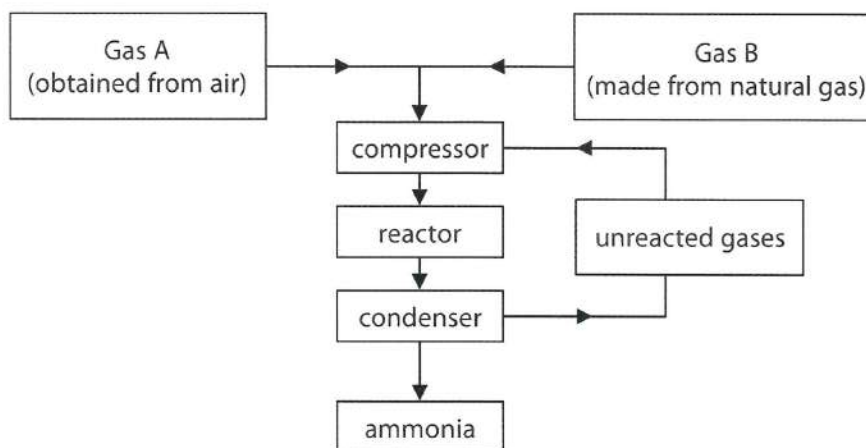 Gas A
(obtained from air)
Gas B
(made from natural gas)
compressor
reactor
unreacted gases
condenser
ammonia